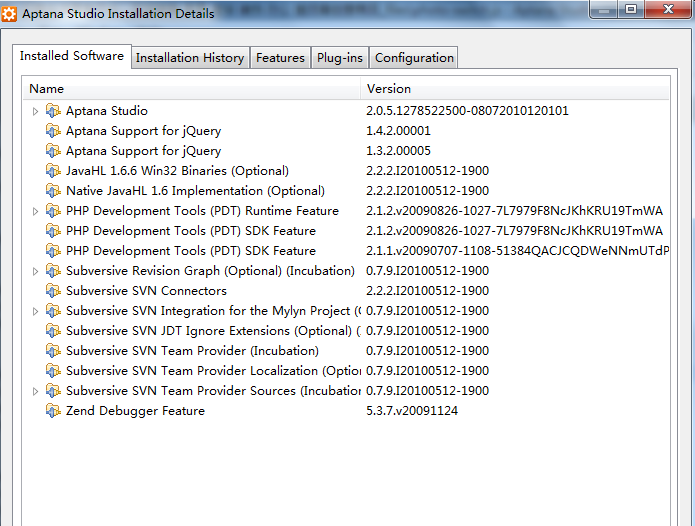 Aptana Studio Installation Details
Installed Software Installation History Features Plug-ins Configuration
Name Version
Aptana Studio 2.0.5.1278522500-08072010120101
Aptana Support for jQuery 1.4.2.00001
Aptana Support for jQuery 1.3.2.00005
JavaHL 1.6.6 Win32 Binaries (Optional) 2.2.2.I20100512-1900
Native JavaHL 1.6 Implementation (Optional) 2.2.2.I20100512-1900
PHP Development Tools (PDT) Runtime Feature 2.1.2.v20090826-1027-7L7979F8NcJKhKRU19TmWA
PHP Development Tools (PDT) SDK Feature 2.1.2.v20090826-1027-7L7979F8NcJKhKRU19TmWA
PHP Development Tools (PDT) SDK Feature 2.1.1.v20090707-1108-51384QACJCQDWeNNmUTdP
Subversive Revision Graph (Optional) (Incubation) 0.7.9.I20100512-1900
Subversive SVN Connectors 2.2.2.I20100512-1900
Subversive SVN Integration for the Mylyn Project (O 0.7.9.I20100512-1900
Subversive SVN JDT Ignore Extensions (Optional) (I 0.7.9.I20100512-1900
Subversive SVN Team Provider (Incubation) 0.7.9.I20100512-1900
Subversive SVN Team Provider Localization (Option 0.7.9.I20100512-1900
Subversive SVN Team Provider Sources (Incubation 0.7.9.I20100512-1900
Zend Debugger Feature 5.3.7.v20091124